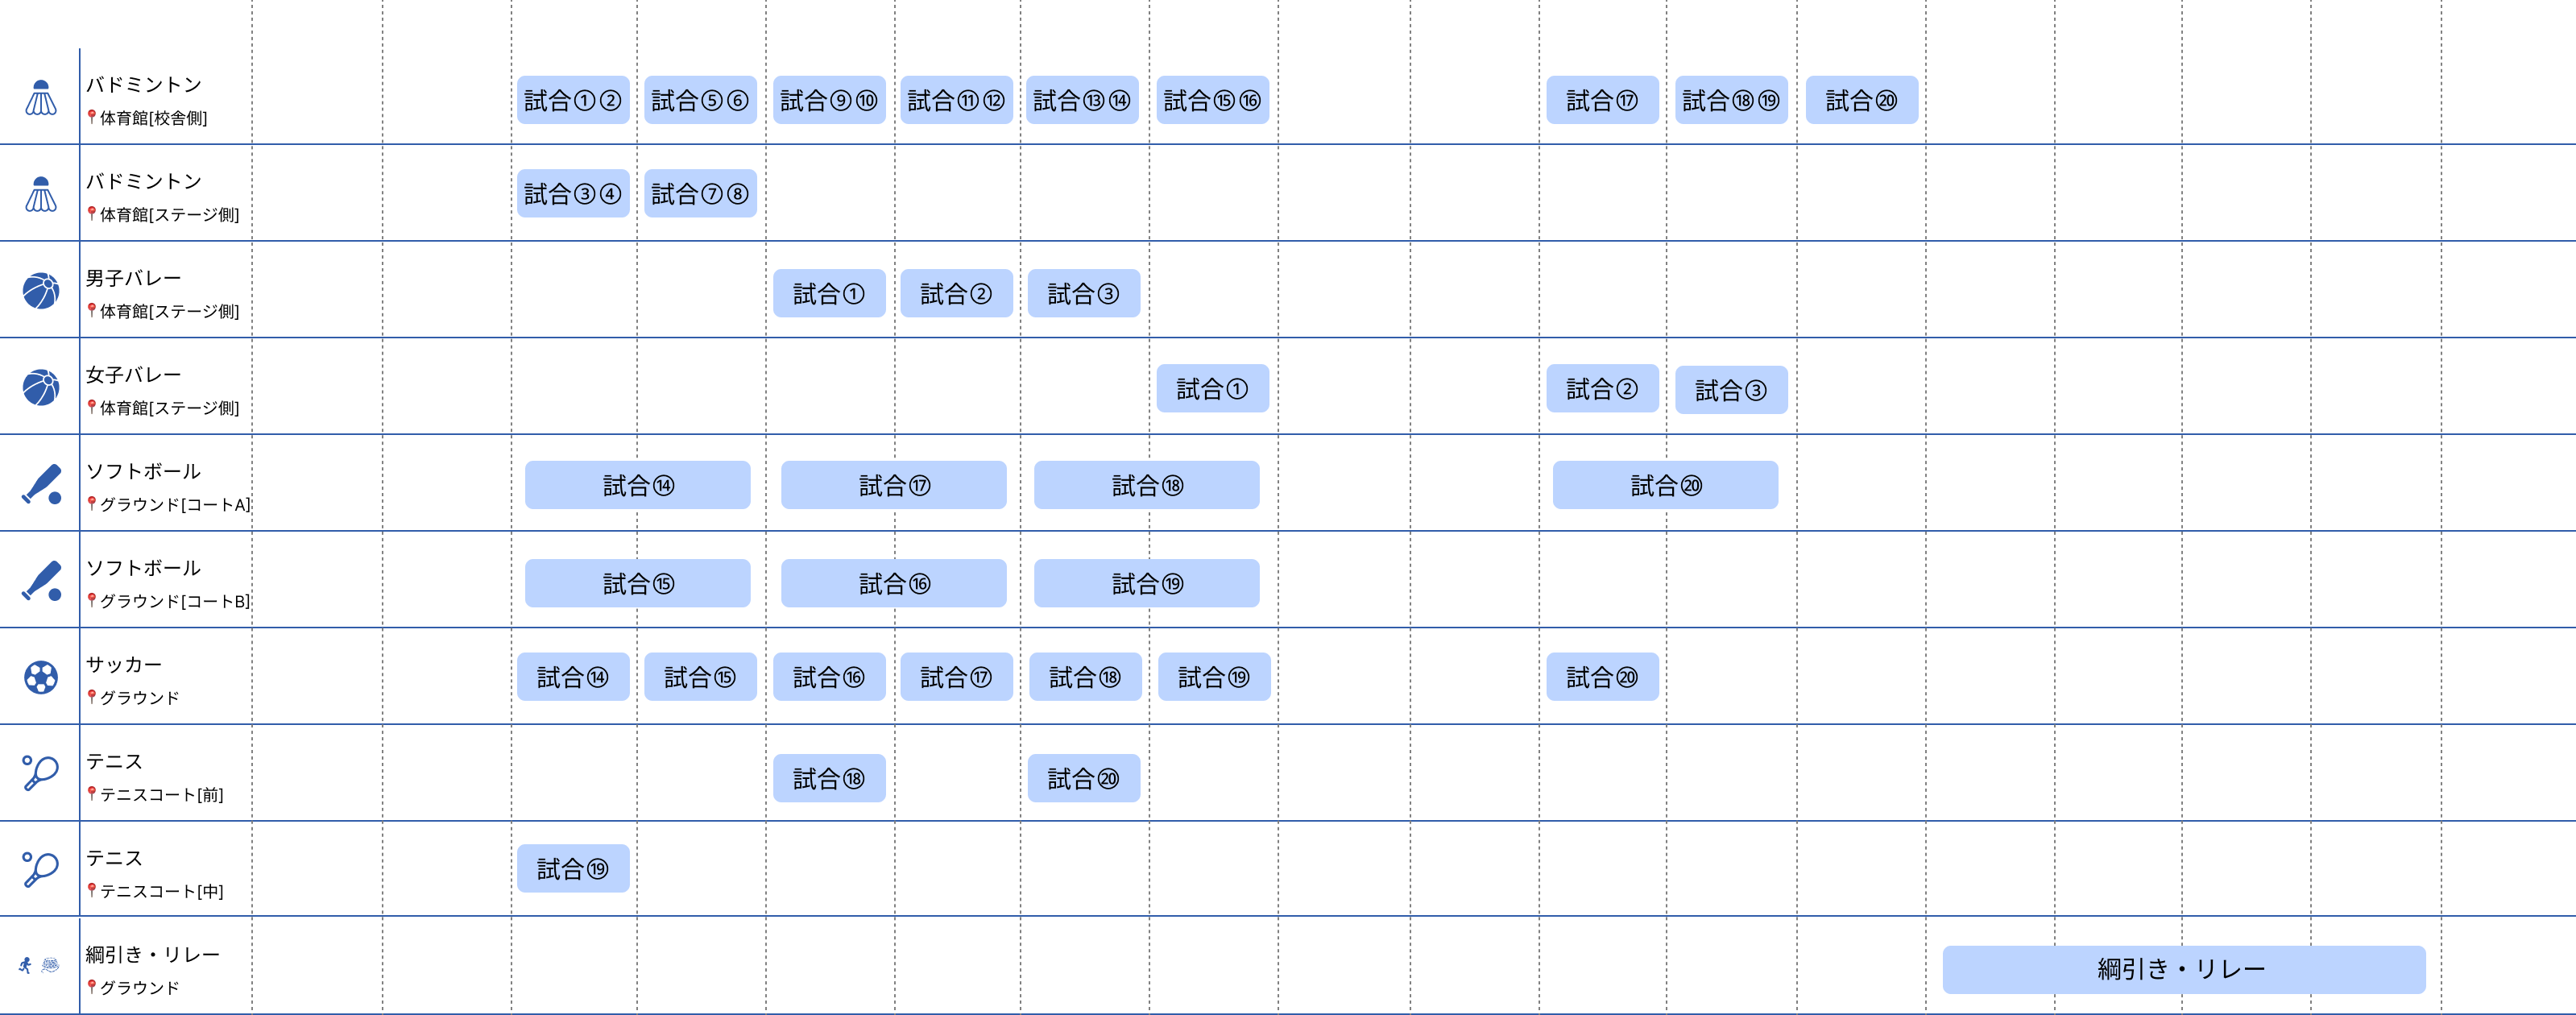 バドミントン
体育館[校舎側]
試合①②
試合⑤⑥
試合⑨⑩
試合⑪⑫
試合⑬⑭
試合⑮⑯
試合⑰
試合⑱⑲
試合⑳
バドミントン
体育館[ステージ側]
試合③④
試合⑦⑧
男子バレー
体育館[ステージ側]
試合①
試合②
試合③
女子バレー
体育館[ステージ側]
試合①
試合②
試合③
ソフトボール
グラウンド[コートA]
試合⑭
試合⑰
試合⑱
試合⑳
ソフトボール
グラウンド[コートB]
試合⑮
試合⑯
試合⑲
サッカー
グラウンド
試合⑭
試合⑮
試合⑯
試合⑰
試合⑱
試合⑲
試合⑳
テニス
テニスコート[前]
試合⑱
試合⑳
テニス
テニスコート[中]
試合⑲
綱引き・リレー
グラウンド
綱引き・リレー